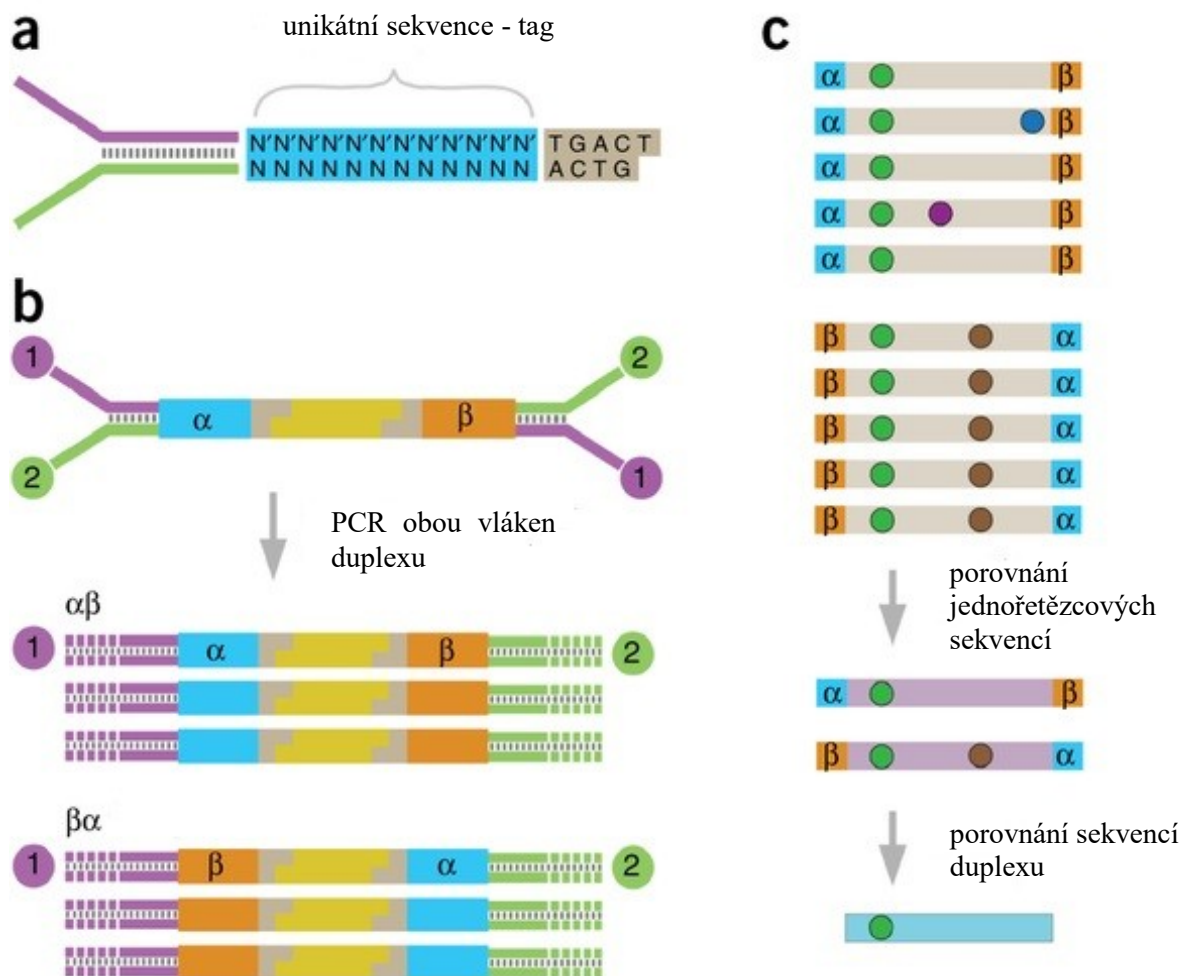 a
unikátní sekvence - tag
N'N'N'N'N'N'N'N'N'N'N'N' TGACT
NNNNNNNNNNNN ACTG
b
1 2
α β
2 1
PCR obou vláken
duplexu
αβ
1 α β 2
βα
1 β α 2
c
α β
α β
α β
α β
α β
β α
β α
β α
β α
β α
porovnání
jednořetězcových
sekvencí
α β
β α
porovnání sekvencí
duplexu